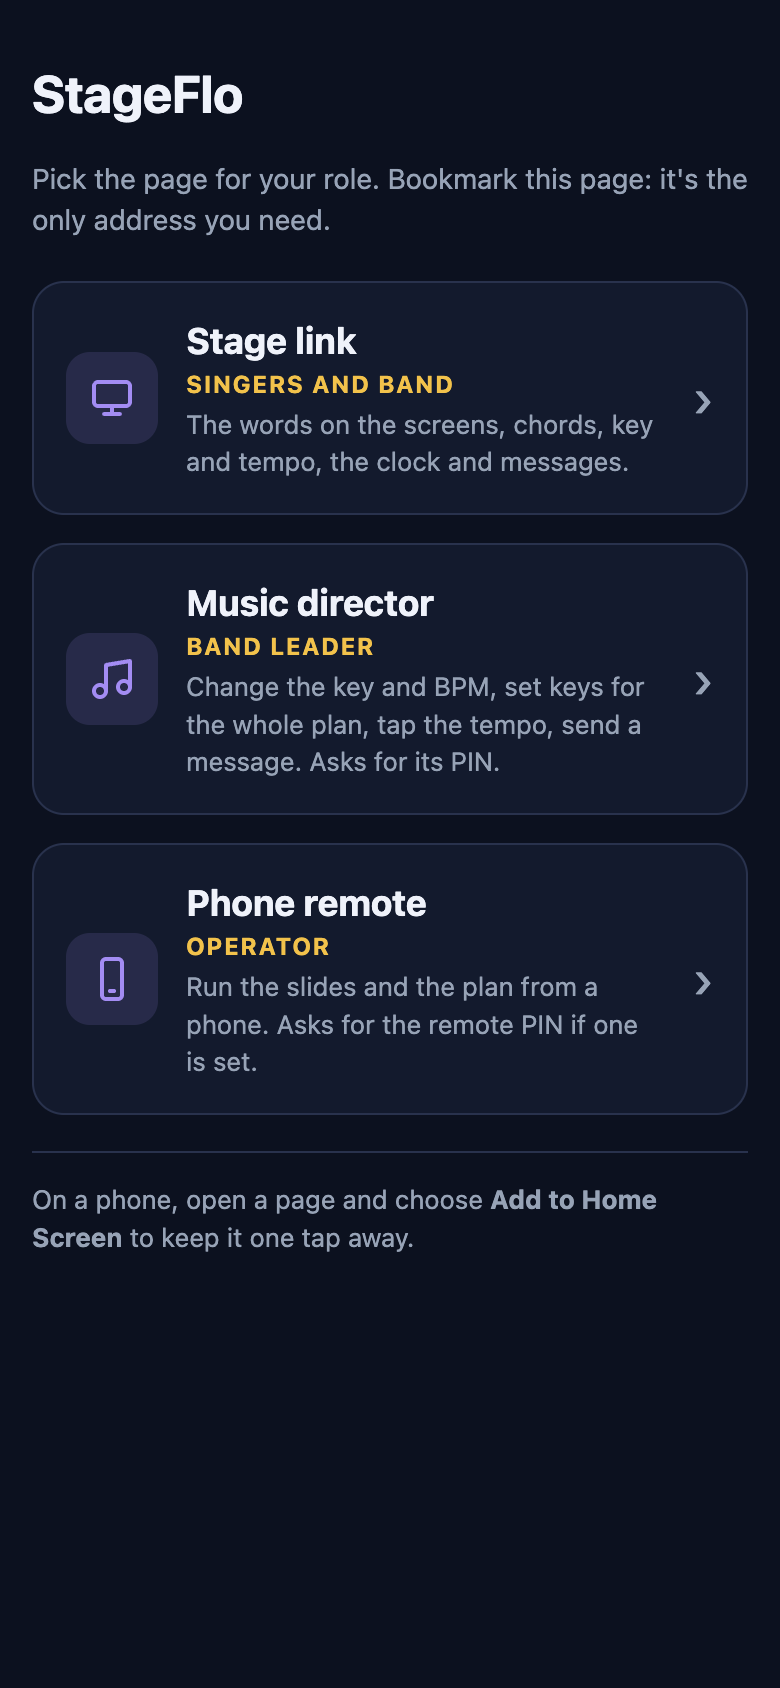 StageFlo
Pick the page for your role. Bookmark this page: it's the
only address you need.
Stage link
SINGERS AND BAND
The words on the screens, chords, key
and tempo, the clock and messages.
Music director
BAND LEADER
Change the key and BPM, set keys for
the whole plan, tap the tempo, send a
message. Asks for its PIN.
Phone remote
OPERATOR
Run the slides and the plan from a
phone. Asks for the remote PIN if one
is set.
On a phone, open a page and choose Add to Home
Screen to keep it one tap away.